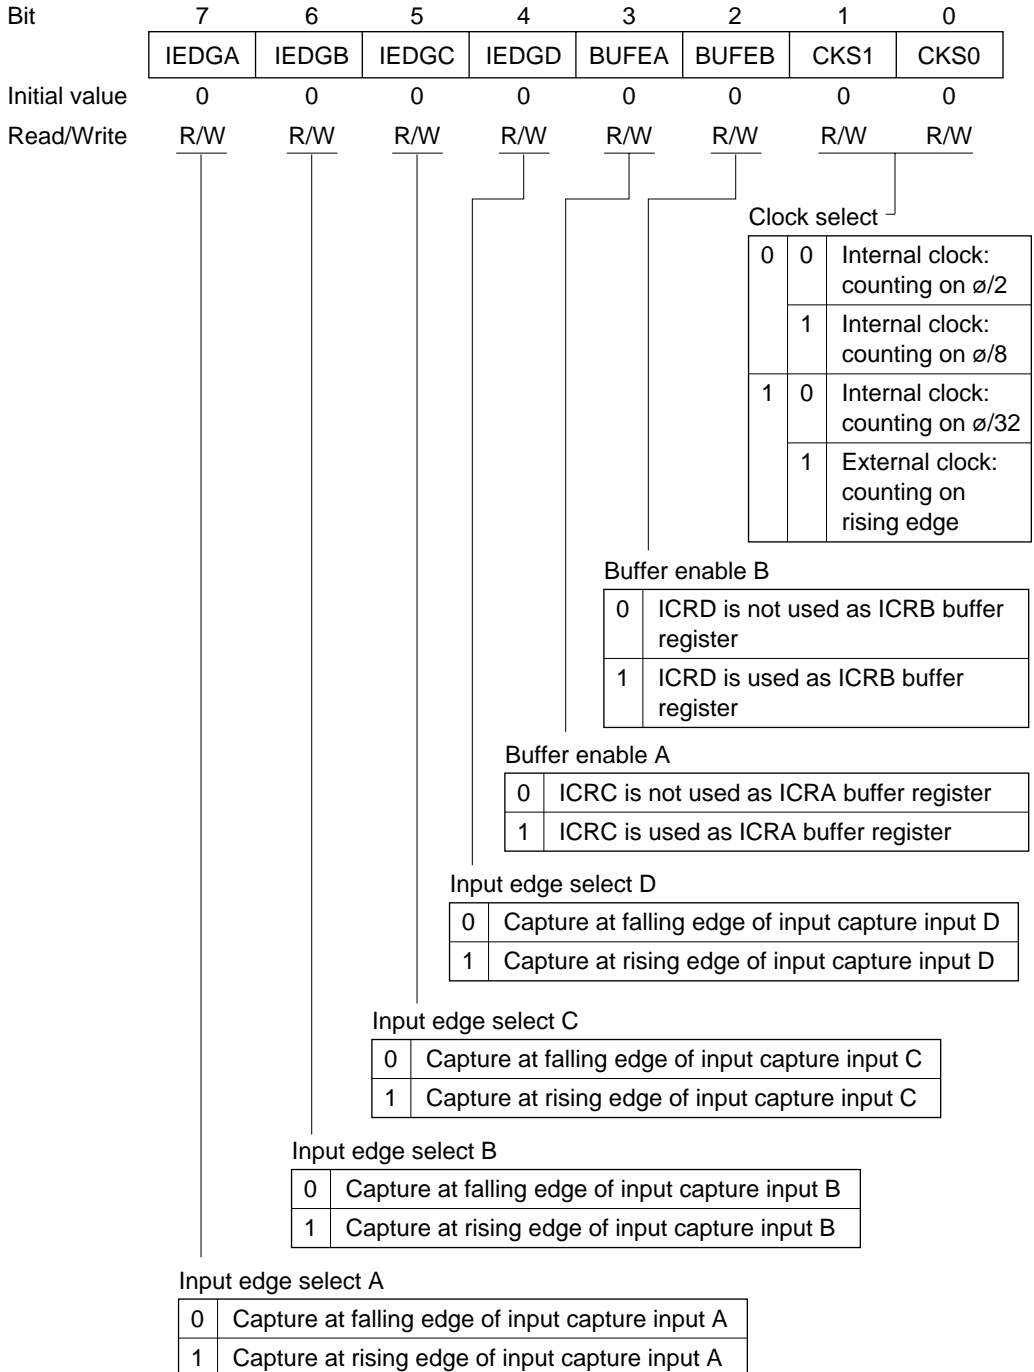 Bit 7 6 5 4 3 2 1 0
IEDGA IEDGB IEDGC IEDGD BUFEA BUFEB CKS1 CKS0
Initial value 0 0 0 0 0 0 0 0
Read/Write R/W R/W R/W R/W R/W R/W R/W R/W
Clock select
0 0 Internal clock:
counting on ø/2
1 Internal clock:
counting on ø/8
1 0 Internal clock:
counting on ø/32
1 External clock:
counting on
rising edge
Buffer enable B
0 ICRD is not used as ICRB buffer
register
1 ICRD is used as ICRB buffer
register
Buffer enable A
0 ICRC is not used as ICRA buffer register
1 ICRC is used as ICRA buffer register
Input edge select D
0 Capture at falling edge of input capture input D
1 Capture at rising edge of input capture input D
Input edge select C
0 Capture at falling edge of input capture input C
1 Capture at rising edge of input capture input C
Input edge select B
0 Capture at falling edge of input capture input B
1 Capture at rising edge of input capture input B
Input edge select A
0 Capture at falling edge of input capture input A
1 Capture at rising edge of input capture input A